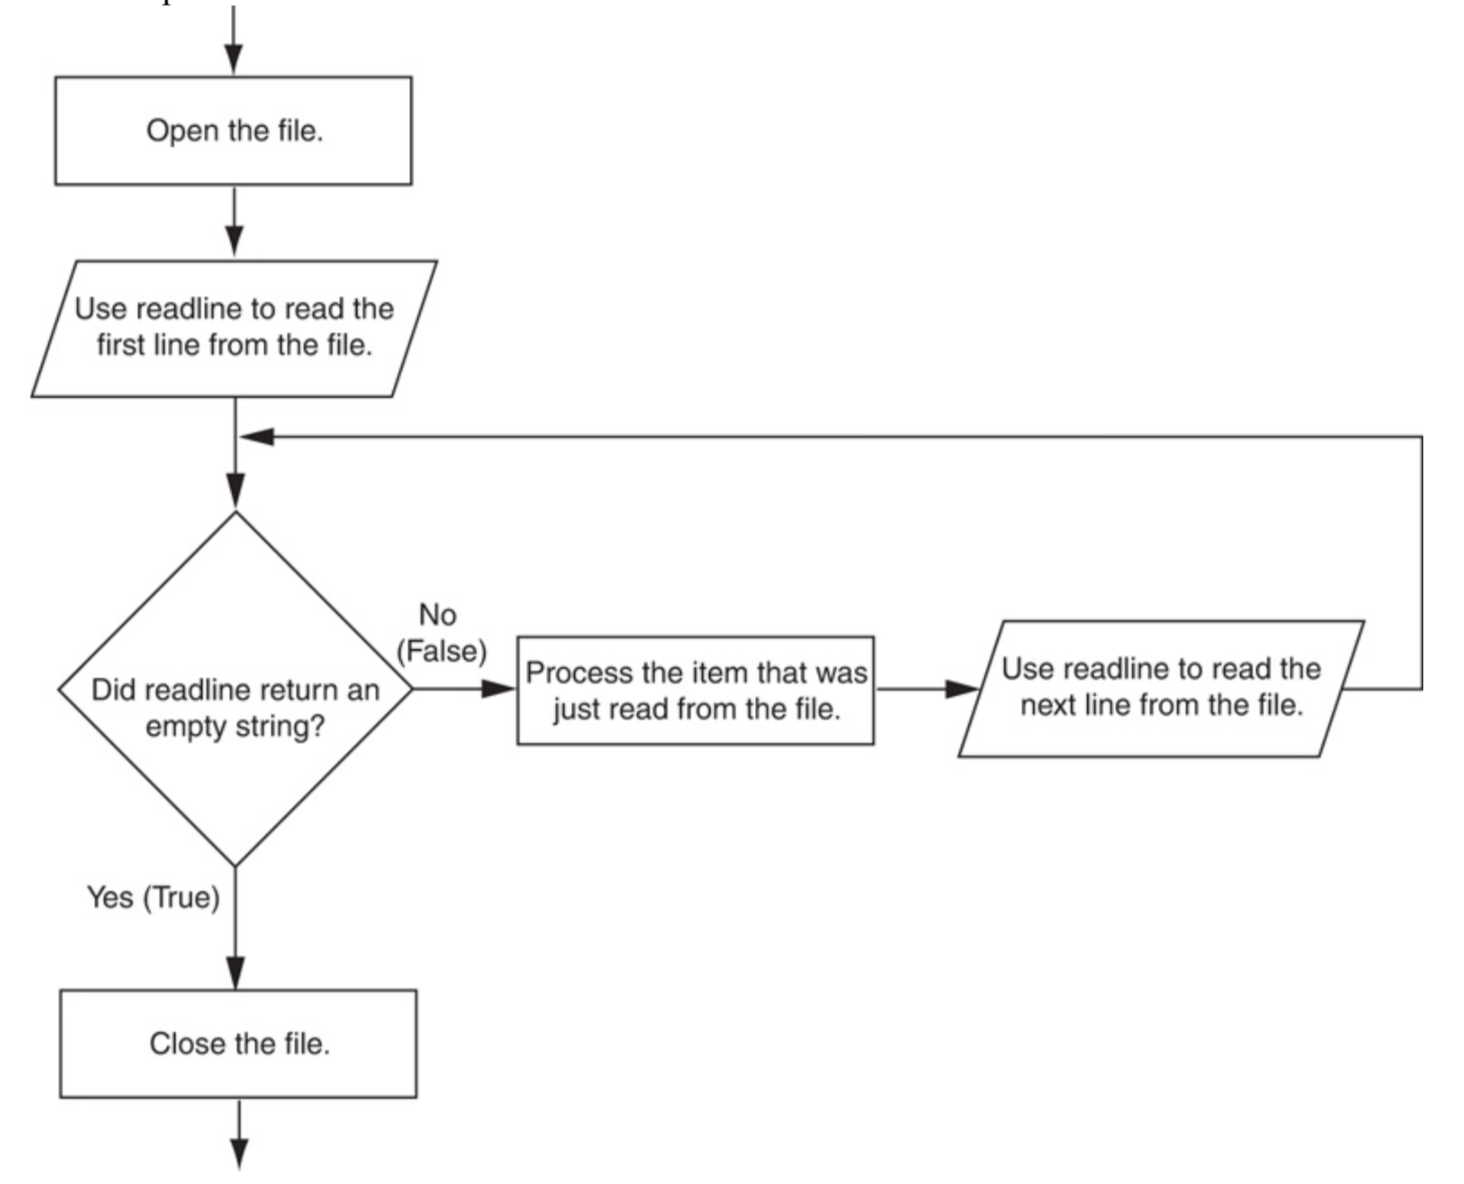 Open the file.
Use readline to read the
first line from the file.
No
(False)
Did readline return an
empty string?
Process the item that was
just read from the file.
Use readline to read the
next line from the file.
Yes (True)
Close the file.